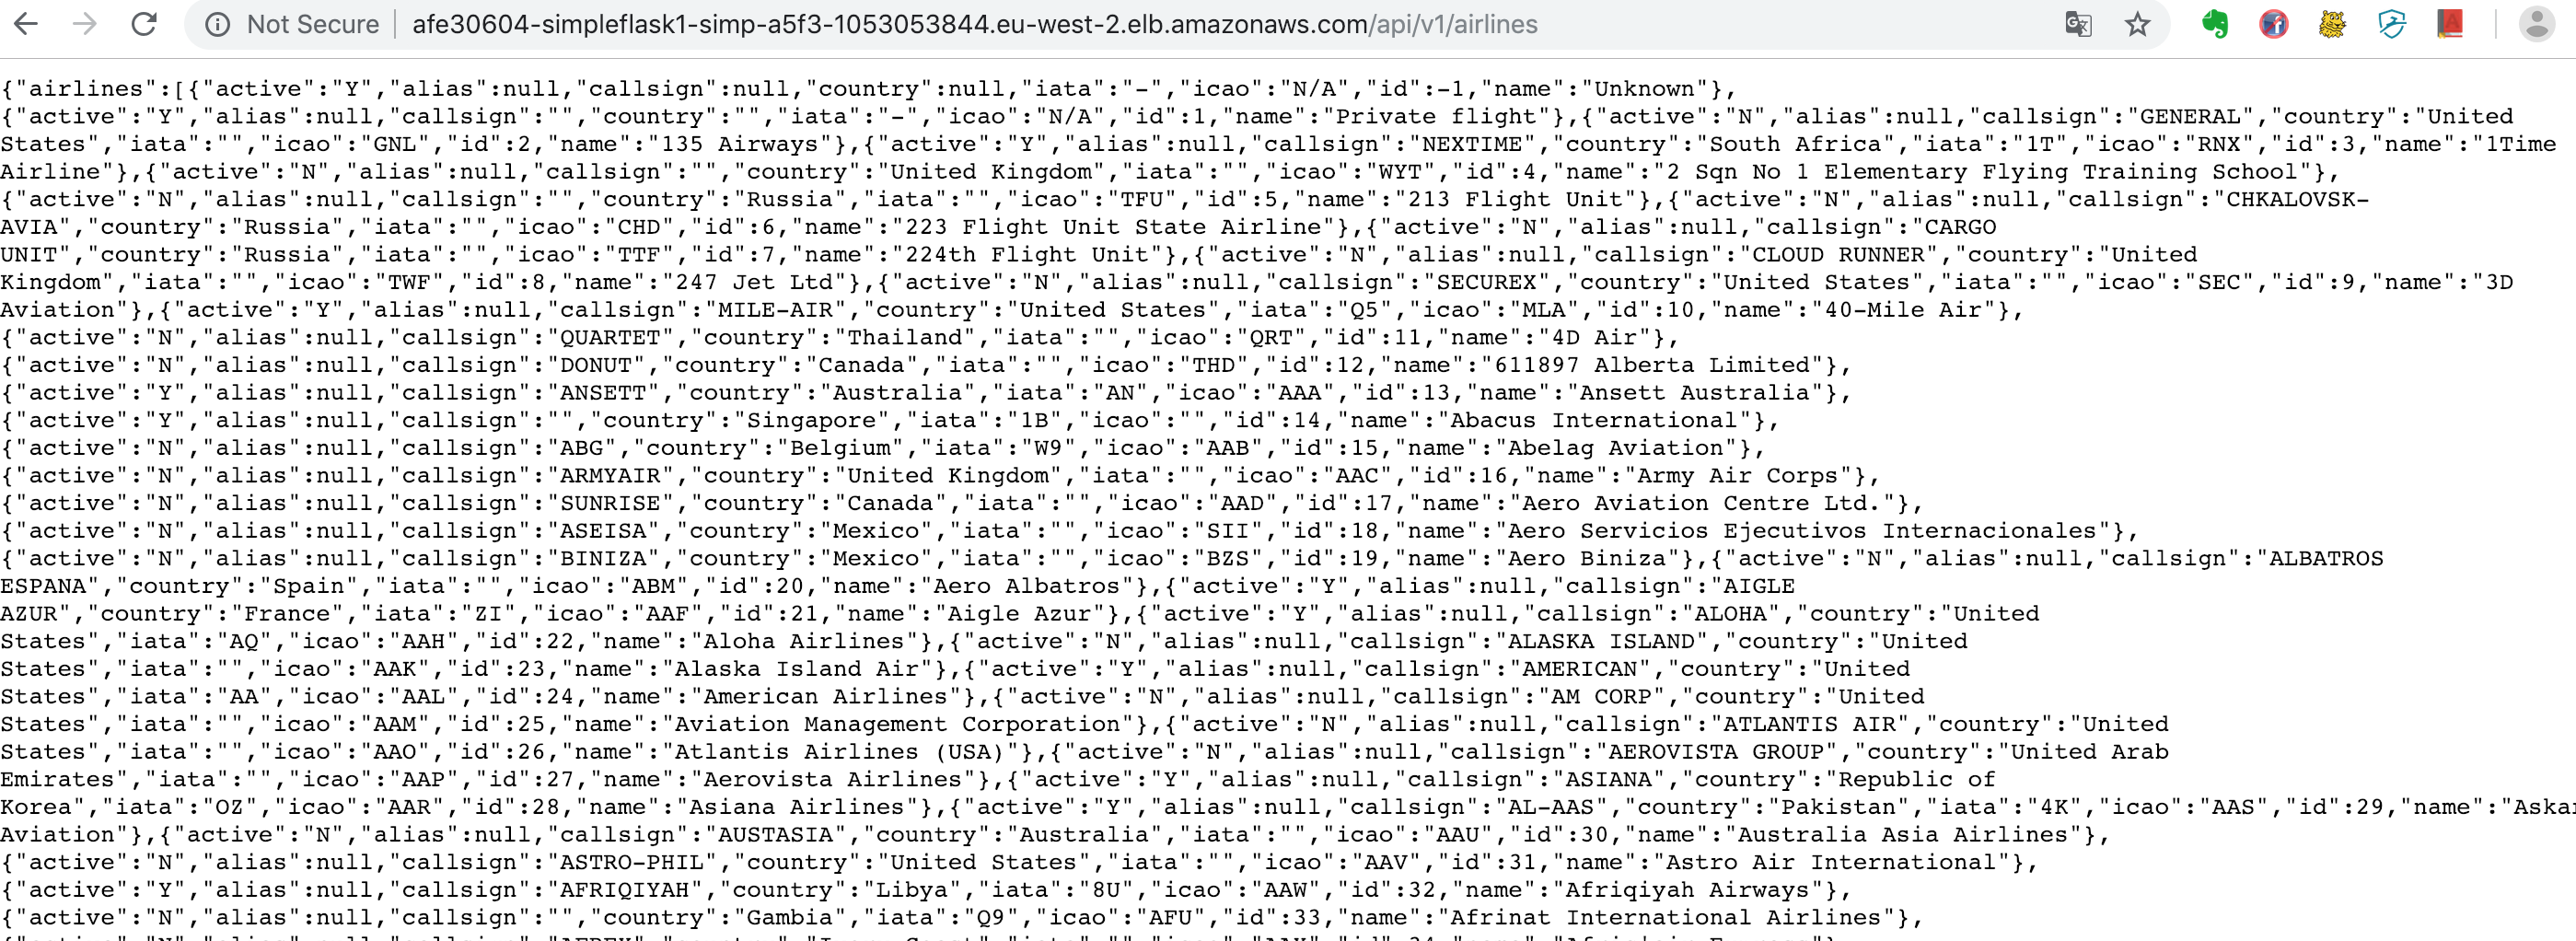 Not Secure afe30604-simpleflask1-simp-a5f3-1053053844.eu-west-2.elb.amazonaws.com/api/v1/airlines
{"airlines":[{"active":"Y","alias":null,"callsign":null,"country":null,"iata":"-","icao":"N/A","id":-1,"name":"Unknown"},
{"active":"Y","alias":null,"callsign":"","country":"","iata":"-","icao":"N/A","id":1,"name":"Private flight"},{"active":"N","alias":null,"callsign":"GENERAL","country":"United
States","iata":"","icao":"GNL","id":2,"name":"135 Airways"},{"active":"Y","alias":null,"callsign":"NEXTIME","country":"South Africa","iata":"1T","icao":"RNX","id":3,"name":"1Time
Airline"},{"active":"N","alias":null,"callsign":"","country":"United Kingdom","iata":"","icao":"WYT","id":4,"name":"2 Sqn No 1 Elementary Flying Training School"},
{"active":"N","alias":null,"callsign":"","country":"Russia","iata":"","icao":"TFU","id":5,"name":"213 Flight Unit"},{"active":"N","alias":null,"callsign":"CHKALOVSK-
AVIA","country":"Russia","iata":"","icao":"CHD","id":6,"name":"223 Flight Unit State Airline"},{"active":"N","alias":null,"callsign":"CARGO
UNIT","country":"Russia","iata":"","icao":"TTF","id":7,"name":"224th Flight Unit"},{"active":"N","alias":null,"callsign":"CLOUD RUNNER","country":"United
Kingdom","iata":"","icao":"TWF","id":8,"name":"247 Jet Ltd"},{"active":"N","alias":null,"callsign":"SECUREX","country":"United States","iata":"","icao":"SEC","id":9,"name":"3D
Aviation"},{"active":"Y","alias":null,"callsign":"MILE-AIR","country":"United States","iata":"Q5","icao":"MLA","id":10,"name":"40-Mile Air"},
{"active":"N","alias":null,"callsign":"QUARTET","country":"Thailand","iata":"","icao":"QRT","id":11,"name":"4D Air"},
{"active":"N","alias":null,"callsign":"DONUT","country":"Canada","iata":"","icao":"THD","id":12,"name":"611897 Alberta Limited"},
{"active":"Y","alias":null,"callsign":"ANSETT","country":"Australia","iata":"AN","icao":"AAA","id":13,"name":"Ansett Australia"},
{"active":"Y","alias":null,"callsign":"","country":"Singapore","iata":"1B","icao":"","id":14,"name":"Abacus International"},
{"active":"N","alias":null,"callsign":"ABG","country":"Belgium","iata":"W9","icao":"AAB","id":15,"name":"Abelag Aviation"},
{"active":"N","alias":null,"callsign":"ARMYAIR","country":"United Kingdom","iata":"","icao":"AAC","id":16,"name":"Army Air Corps"},
{"active":"N","alias":null,"callsign":"SUNRISE","country":"Canada","iata":"","icao":"AAD","id":17,"name":"Aero Aviation Centre Ltd."},
{"active":"N","alias":null,"callsign":"ASEISA","country":"Mexico","iata":"","icao":"SII","id":18,"name":"Aero Servicios Ejecutivos Internacionales"},
{"active":"N","alias":null,"callsign":"BINIZA","country":"Mexico","iata":"","icao":"BZS","id":19,"name":"Aero Biniza"},{"active":"N","alias":null,"callsign":"ALBATROS
ESPANA","country":"Spain","iata":"","icao":"ABM","id":20,"name":"Aero Albatros"},{"active":"Y","alias":null,"callsign":"AIGLE
AZUR","country":"France","iata":"ZI","icao":"AAF","id":21,"name":"Aigle Azur"},{"active":"Y","alias":null,"callsign":"ALOHA","country":"United
States","iata":"AQ","icao":"AAH","id":22,"name":"Aloha Airlines"},{"active":"N","alias":null,"callsign":"ALASKA ISLAND","country":"United
States","iata":"","icao":"AAK","id":23,"name":"Alaska Island Air"},{"active":"Y","alias":null,"callsign":"AMERICAN","country":"United
States","iata":"AA","icao":"AAL","id":24,"name":"American Airlines"},{"active":"N","alias":null,"callsign":"AM CORP","country":"United
States","iata":"","icao":"AAM","id":25,"name":"Aviation Management Corporation"},{"active":"N","alias":null,"callsign":"ATLANTIS AIR","country":"United
States","iata":"","icao":"AAO","id":26,"name":"Atlantis Airlines (USA)"},{"active":"N","alias":null,"callsign":"AEROVISTA GROUP","country":"United Arab
Emirates","iata":"","icao":"AAP","id":27,"name":"Aerovista Airlines"},{"active":"Y","alias":null,"callsign":"ASIANA","country":"Republic of
Korea","iata":"OZ","icao":"AAR","id":28,"name":"Asiana Airlines"},{"active":"Y","alias":null,"callsign":"AL-AAS","country":"Pakistan","iata":"4K","icao":"AAS","id":29,"name":
Aviation"},{"active":"N","alias":null,"callsign":"AUSTASIA","country":"Australia","iata":"","icao":"AAU","id":30,"name":"Australia Asia Airlines"},
{"active":"N","alias":null,"callsign":"ASTRO-PHIL","country":"United States","iata":"","icao":"AAV","id":31,"name":"Astro Air International"},
{"active":"Y","alias":null,"callsign":"AFRIQIYAH","country":"Libya","iata":"8U","icao":"AAW","id":32,"name":"Afriqiyah Airways"},
{"active":"N","alias":null,"callsign":"","country":"Gambia","iata":"Q9","icao":"AFU","id":33,"name":"Afrinat International Airlines"},